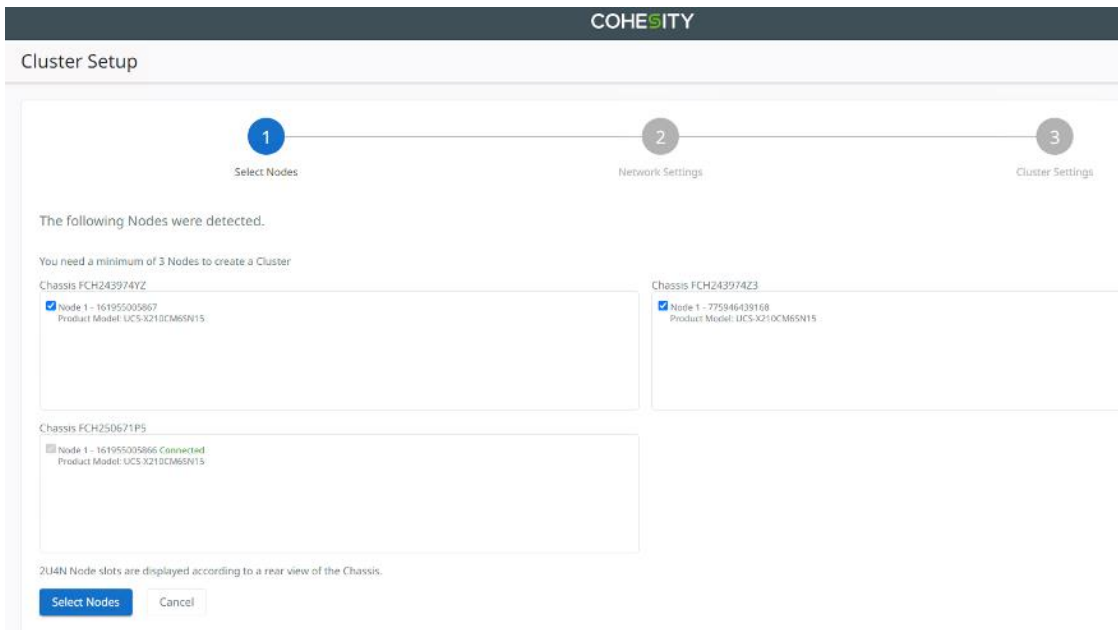 COHESITY
Cluster Setup
1
2
3
Select Nodes
Network Settings
Cluster Settings
The following Nodes were detected.
You need a minimum of 3 Nodes to create a Cluster
Chassis FCH243974YZ
Node 1 - 161955005867
Product Model: UCS-X210CM6SN15
Chassis FCH243974Z3
Node 1 - 775946439168
Product Model: UCS-X210CM6SN15
Chassis FCH250671P5
Node 1 - 161955005866 Connected
Product Model: UCS-X210CM6SN15
2U4N Node slots are displayed according to a rear view of the Chassis.
Select Nodes
Cancel